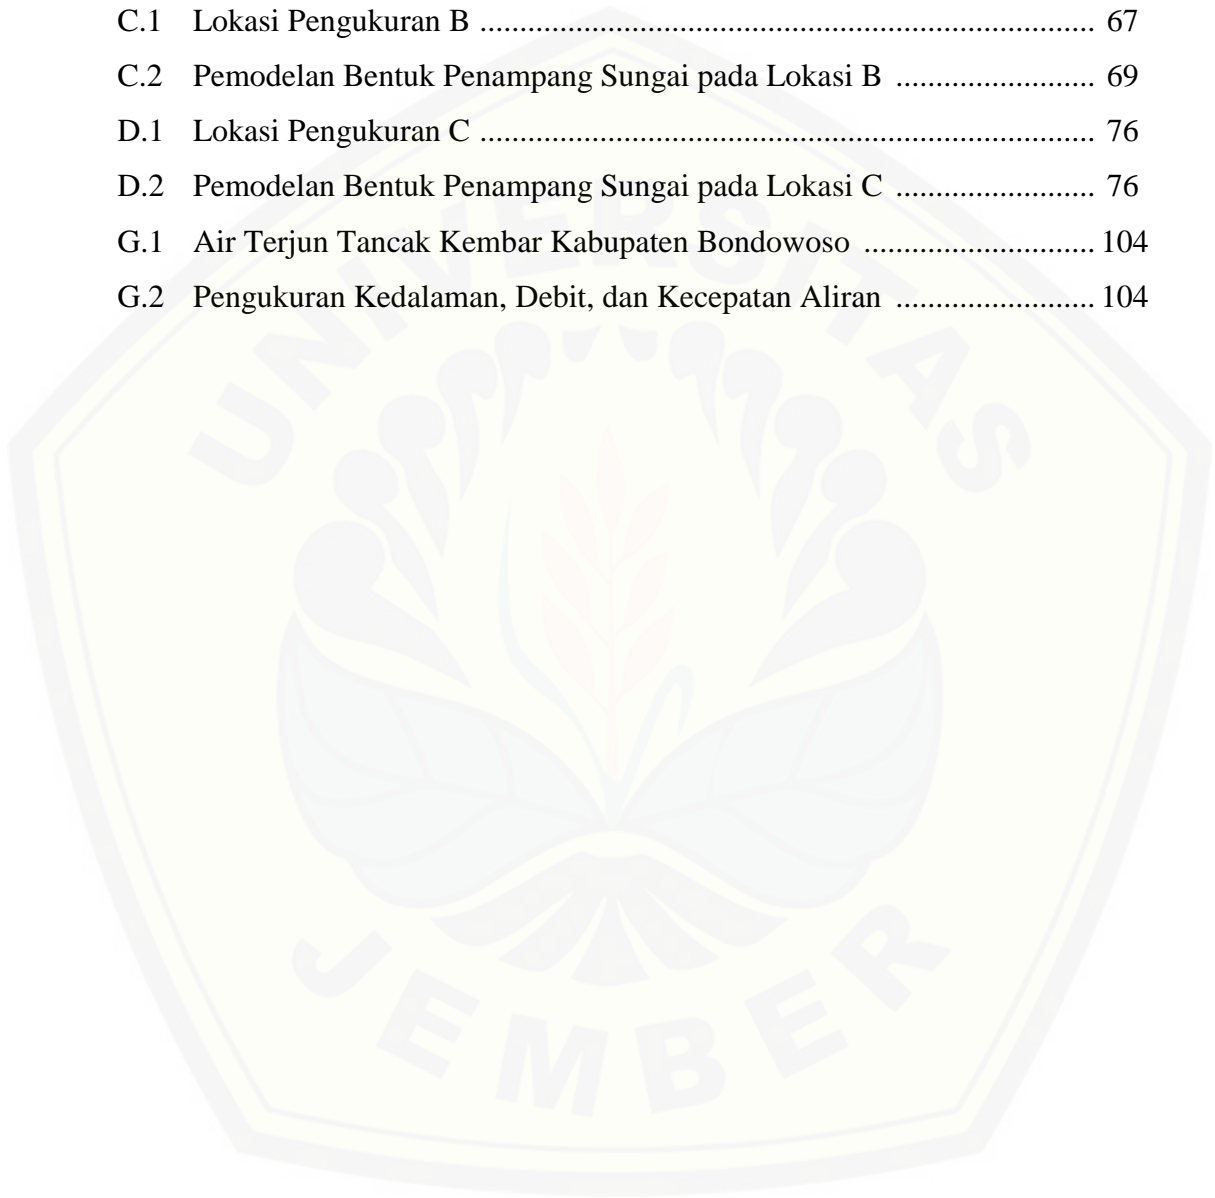 C.1 Lokasi Pengukuran B ........................................................................... 67
C.2 Pemodelan Bentuk Penampang Sungai pada Lokasi B ........................ 69
D.1 Lokasi Pengukuran C ........................................................................... 76
D.2 Pemodelan Bentuk Penampang Sungai pada Lokasi C ........................ 76
G.1 Air Terjun Tancak Kembar Kabupaten Bondowoso ............................ 104
G.2 Pengukuran Kedalaman, Debit, dan Kecepatan Aliran ........................ 104
UNIVERSITAS
JEMBER